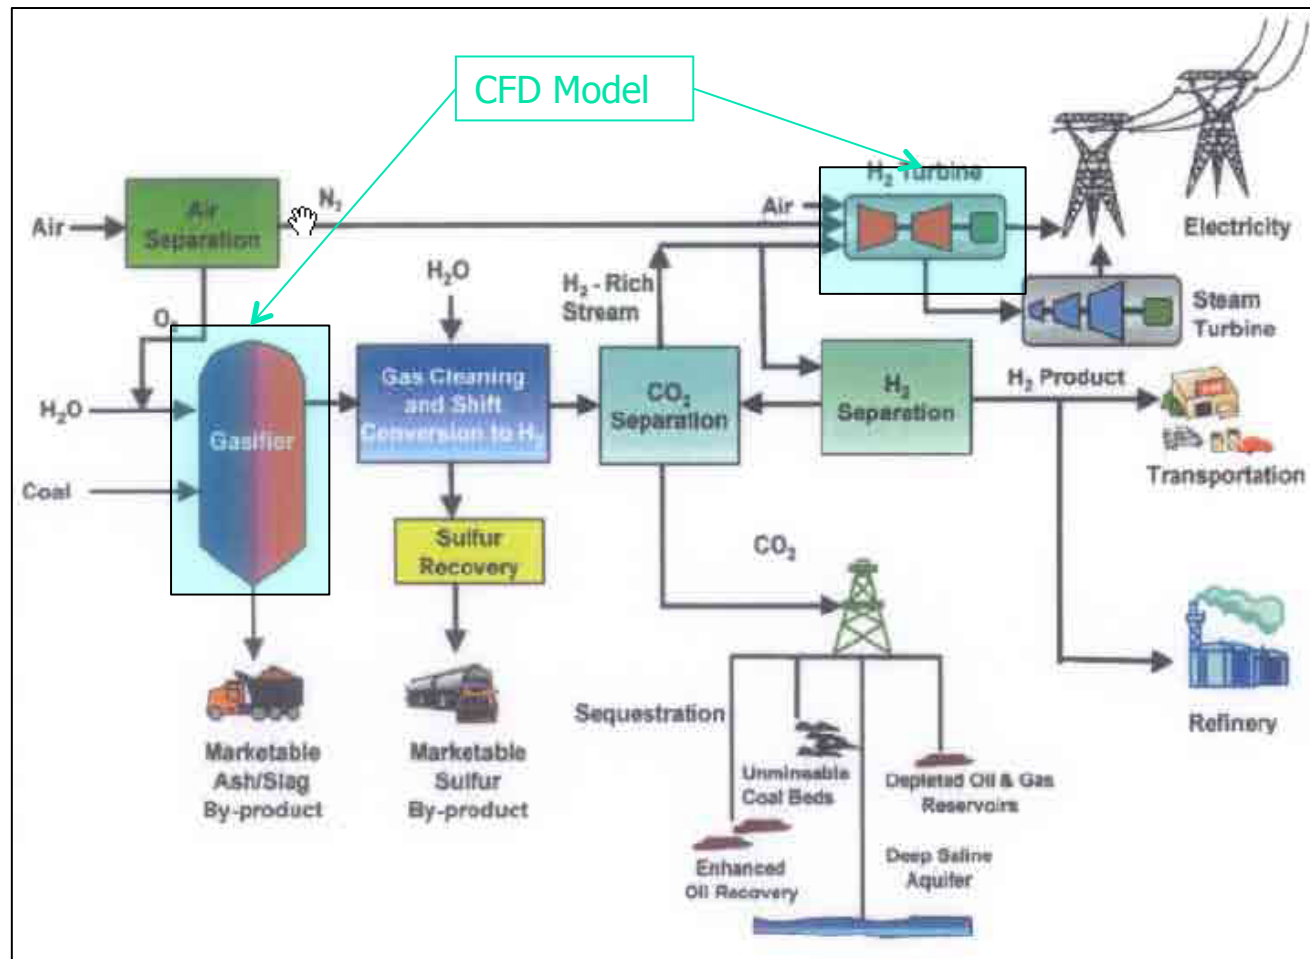 CFD Model
H₂ Turbine
Air
Separation
N₂
Air
Air
Electricity
H₂O
H₂ - Rich
Stream
Steam
Turbine
O₂
Gas Cleaning
and Shift
Conversion to H₂
CO₂
Separation
H₂
Separation
H₂ Product
H₂O
Gasifier
Transportation
Coal
Sulfur
Recovery
CO₂
Sequestration
Refinery
Marketable
Ash/Slag
By-product
Marketable
Sulfur
By-product
Unmineable
Coal Beds
Depleted Oil & Gas
Reservoirs
Enhanced
Oil Recovery
Deep Saline
Aquifer